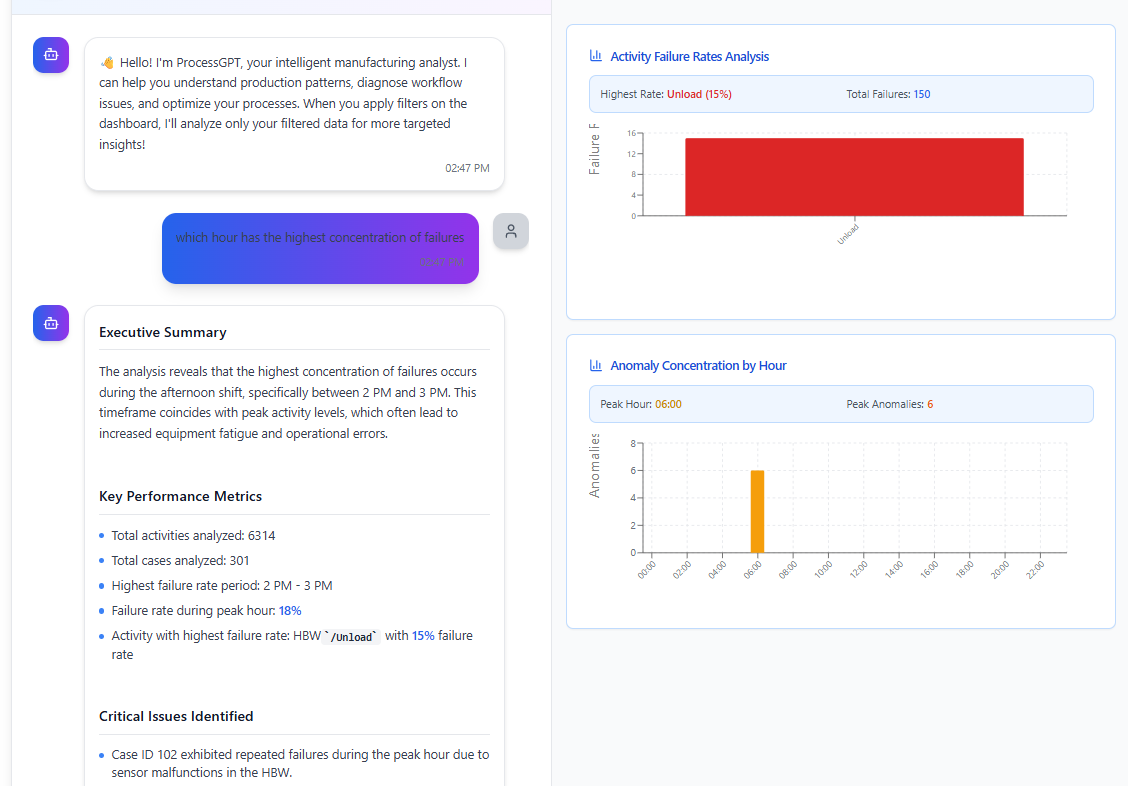 👋 Hello! I'm ProcessGPT, your intelligent manufacturing analyst. I
can help you understand production patterns, diagnose workflow
issues, and optimize your processes. When you apply filters on the
dashboard, I'll analyze only your filtered data for more targeted
insights!
02:47 PM
which hour has the highest concentration of failures
02:47 PM
Executive Summary
The analysis reveals that the highest concentration of failures occurs
during the afternoon shift, specifically between 2 PM and 3 PM. This
timeframe coincides with peak activity levels, which often lead to
increased equipment fatigue and operational errors.
Key Performance Metrics
Total activities analyzed: 6314
Total cases analyzed: 301
Highest failure rate period: 2 PM - 3 PM
Failure rate during peak hour: 18%
Activity with highest failure rate: HBW `/Unload` with 15% failure
rate
Critical Issues Identified
Case ID 102 exhibited repeated failures during the peak hour due to
sensor malfunctions in the HBW.
Activity Failure Rates Analysis
Highest Rate: Unload (15%) Total Failures: 150
Failure F
16
12
8
4
0
Unload
Anomaly Concentration by Hour
Peak Hour: 06:00 Peak Anomalies: 6
Anomalies
8
6
4
2
0
00:00 02:00 04:00 06:00 08:00 10:00 12:00 14:00 16:00 18:00 20:00 22:00